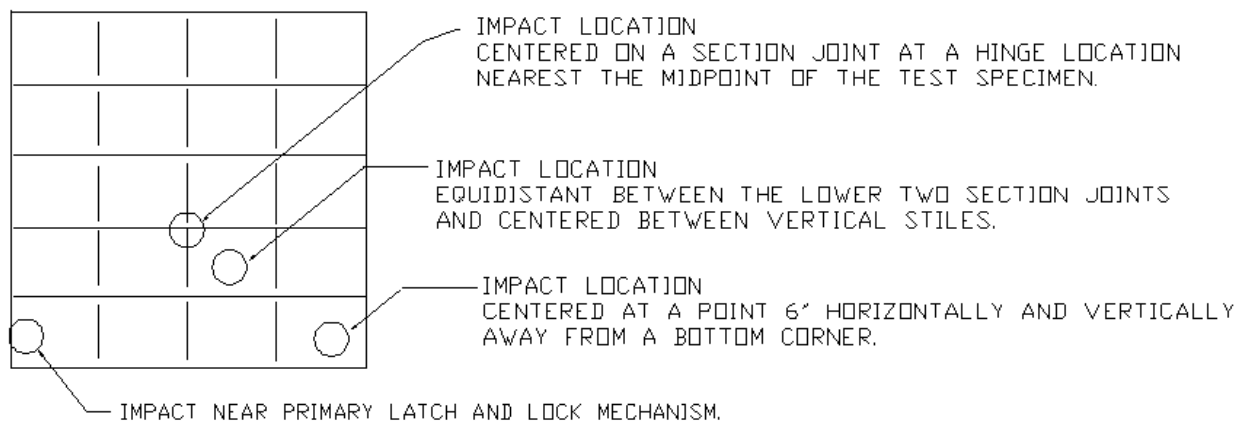 IMPACT LOCATION
CENTERED ON A SECTION JOINT AT A HINGE LOCATION
NEAREST THE MIDPOINT OF THE TEST SPECIMEN.
IMPACT LOCATION
EQUIDISTANT BETWEEN THE LOWER TWO SECTION JOINTS
AND CENTERED BETWEEN VERTICAL STILES.
IMPACT LOCATION
CENTERED AT A POINT 6" HORIZONTALLY AND VERTICALLY
AWAY FROM A BOTTOM CORNER.
IMPACT NEAR PRIMARY LATCH AND LOCK MECHANISM.